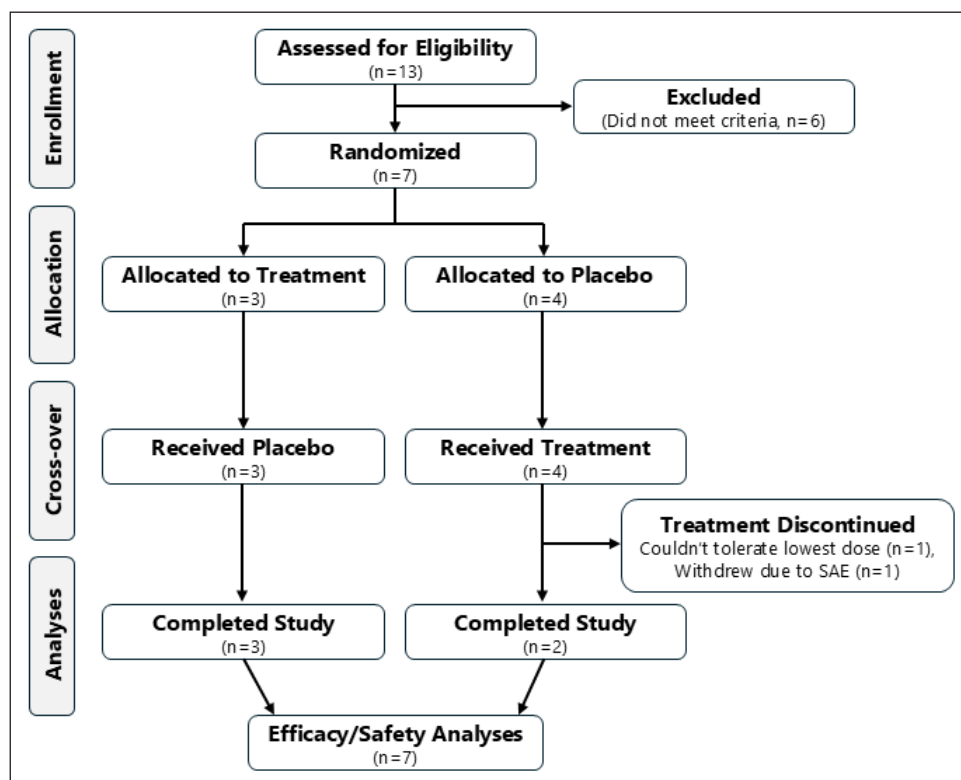 Enrollment
Assessed for Eligibility
(n=13)
Excluded
(Did not meet criteria, n=6)
Randomized
(n=7)
Allocation
Allocated to Treatment
(n=3)
Allocated to Placebo
(n=4)
Cross-over
Received Placebo
(n=3)
Received Treatment
(n=4)
Treatment Discontinued
Couldn't tolerate lowest dose (n=1),
Withdrew due to SAE (n=1)
Analyses
Completed Study
(n=3)
Completed Study
(n=2)
Efficacy/Safety Analyses
(n=7)